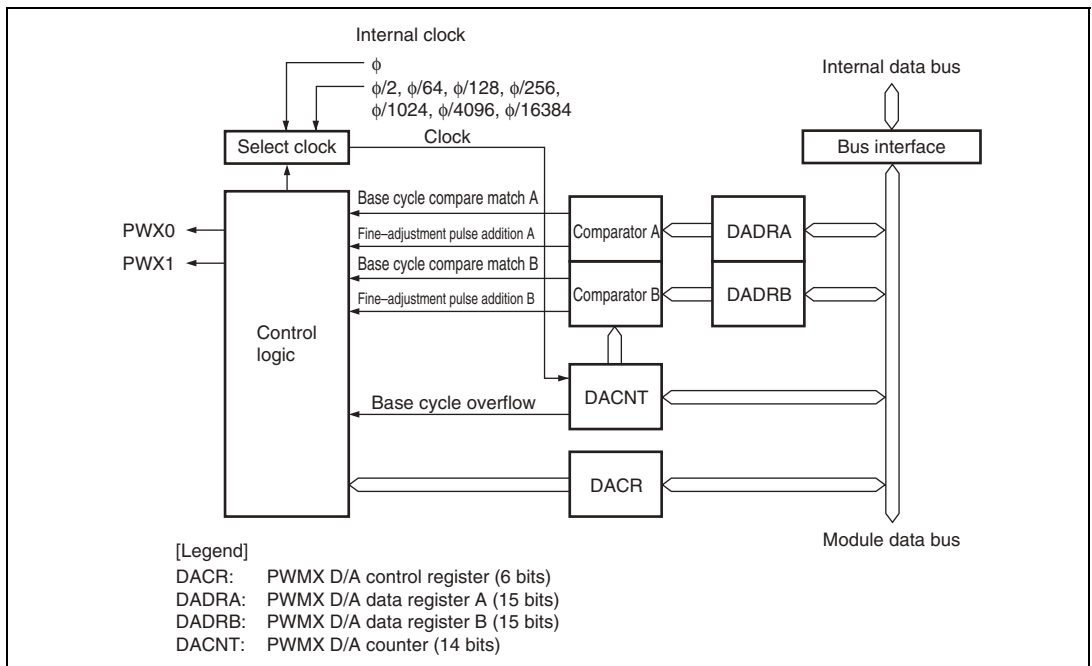 Internal clock
ϕ
ϕ/2, ϕ/64, ϕ/128, ϕ/256,
ϕ/1024, ϕ/4096, ϕ/16384
Internal data bus
Select clock
Clock
Bus interface
Base cycle compare match A
Fine–adjustment pulse addition A
Base cycle compare match B
Fine–adjustment pulse addition B
Comparator A
DADRA
Comparator B
DADRB
PWX0
PWX1
Control
logic
DACNT
Base cycle overflow
DACR
Module data bus
[Legend]
DACR: PWMX D/A control register (6 bits)
DADRA: PWMX D/A data register A (15 bits)
DADRB: PWMX D/A data register B (15 bits)
DACNT: PWMX D/A counter (14 bits)